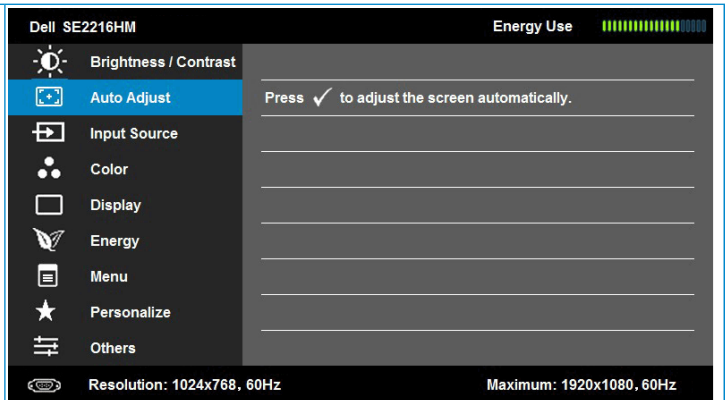 Dell SE2216HM Energy Use
Brightness / Contrast
Auto Adjust Press ✓ to adjust the screen automatically.
Input Source
Color
Display
Energy
Menu
Personalize
Others
Resolution: 1024x768, 60Hz Maximum: 1920x1080, 60Hz